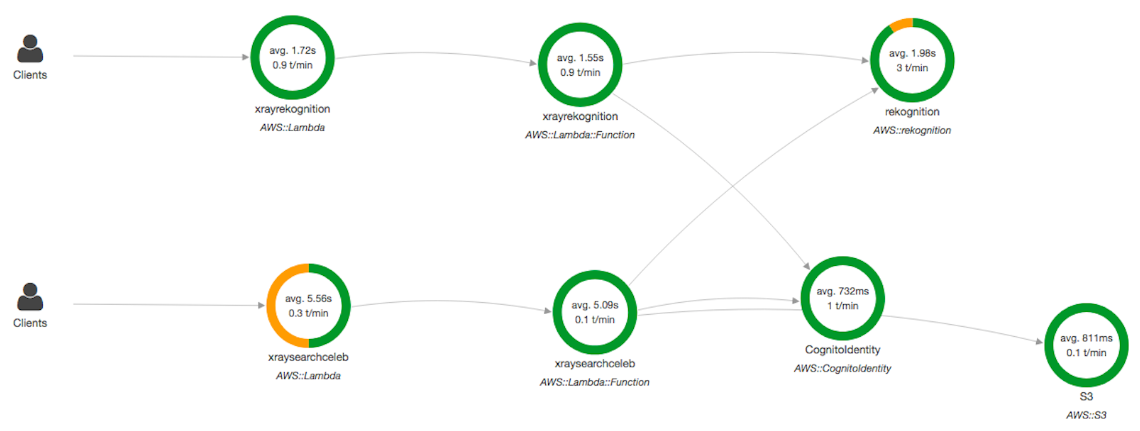 Clients
avg. 1.72s
0.9 t/min
xrayrekognition
AWS::Lambda
avg. 1.55s
0.9 t/min
xrayrekognition
AWS::Lambda::Function
avg. 1.98s
3 t/min
rekognition
AWS::rekognition
Clients
avg. 5.56s
0.3 t/min
xraysearchceleb
AWS::Lambda
avg. 5.09s
0.1 t/min
xraysearchceleb
AWS::Lambda::Function
avg. 732ms
1 t/min
CognitoIdentity
AWS::CognitoIdentity
avg. 811ms
0.1 t/min
S3
AWS::S3